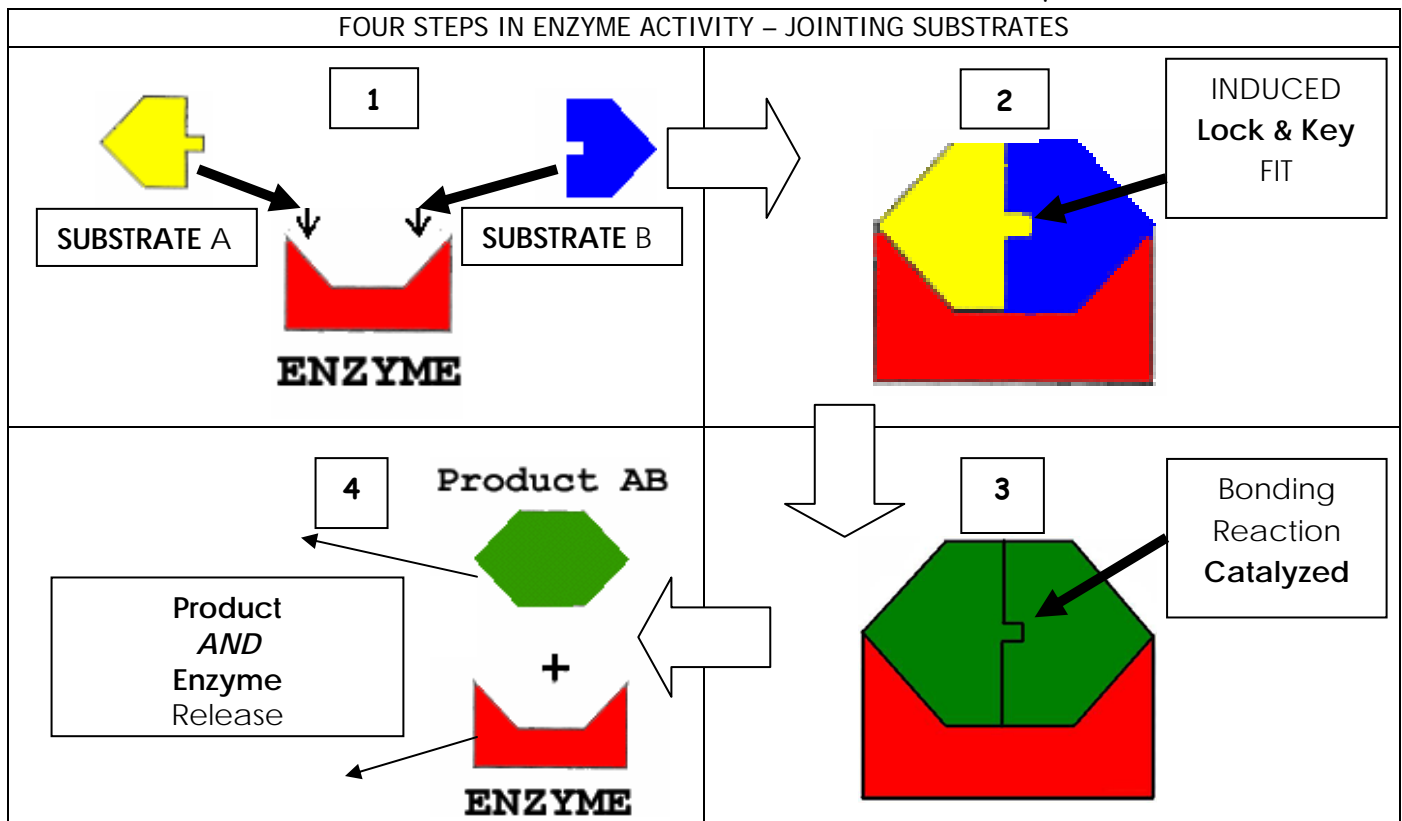 FOUR STEPS IN ENZYME ACTIVITY – JOINTING SUBSTRATES
1
SUBSTRATE A
SUBSTRATE B
ENZYME
2
INDUCED
Lock & Key
FIT
3
Bonding
Reaction
Catalyzed
4
Product AB
Product
AND
Enzyme
Release
+
ENZYME